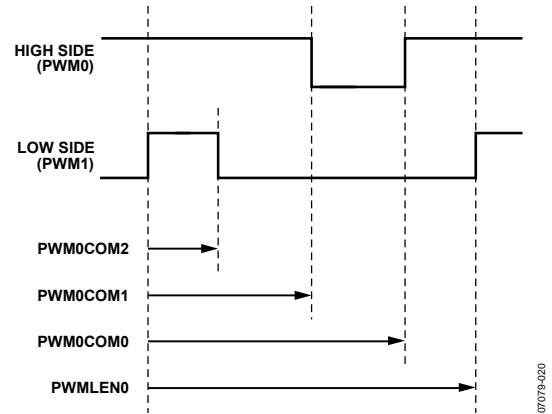 HIGH SIDE
(PWM0)
LOW SIDE
(PWM1)
PWM0COM2
PWM0COM1
PWM0COM0
PWMLEN0
07079-020